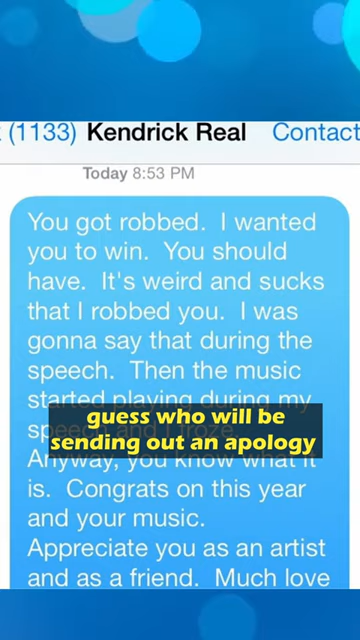 (1133) Kendrick Real Contact
Today 8:53 PM
You got robbed. I wanted
you to win. You should
have. It's weird and sucks
that I robbed you. I was
gonna say that during the
speech. Then the music
started playing during my
guess who will be
speech and I froze.
sending out an apology
Anyway, you know what it
is. Congrats on this year
and your music.
Appreciate you as an artist
and as a friend. Much love